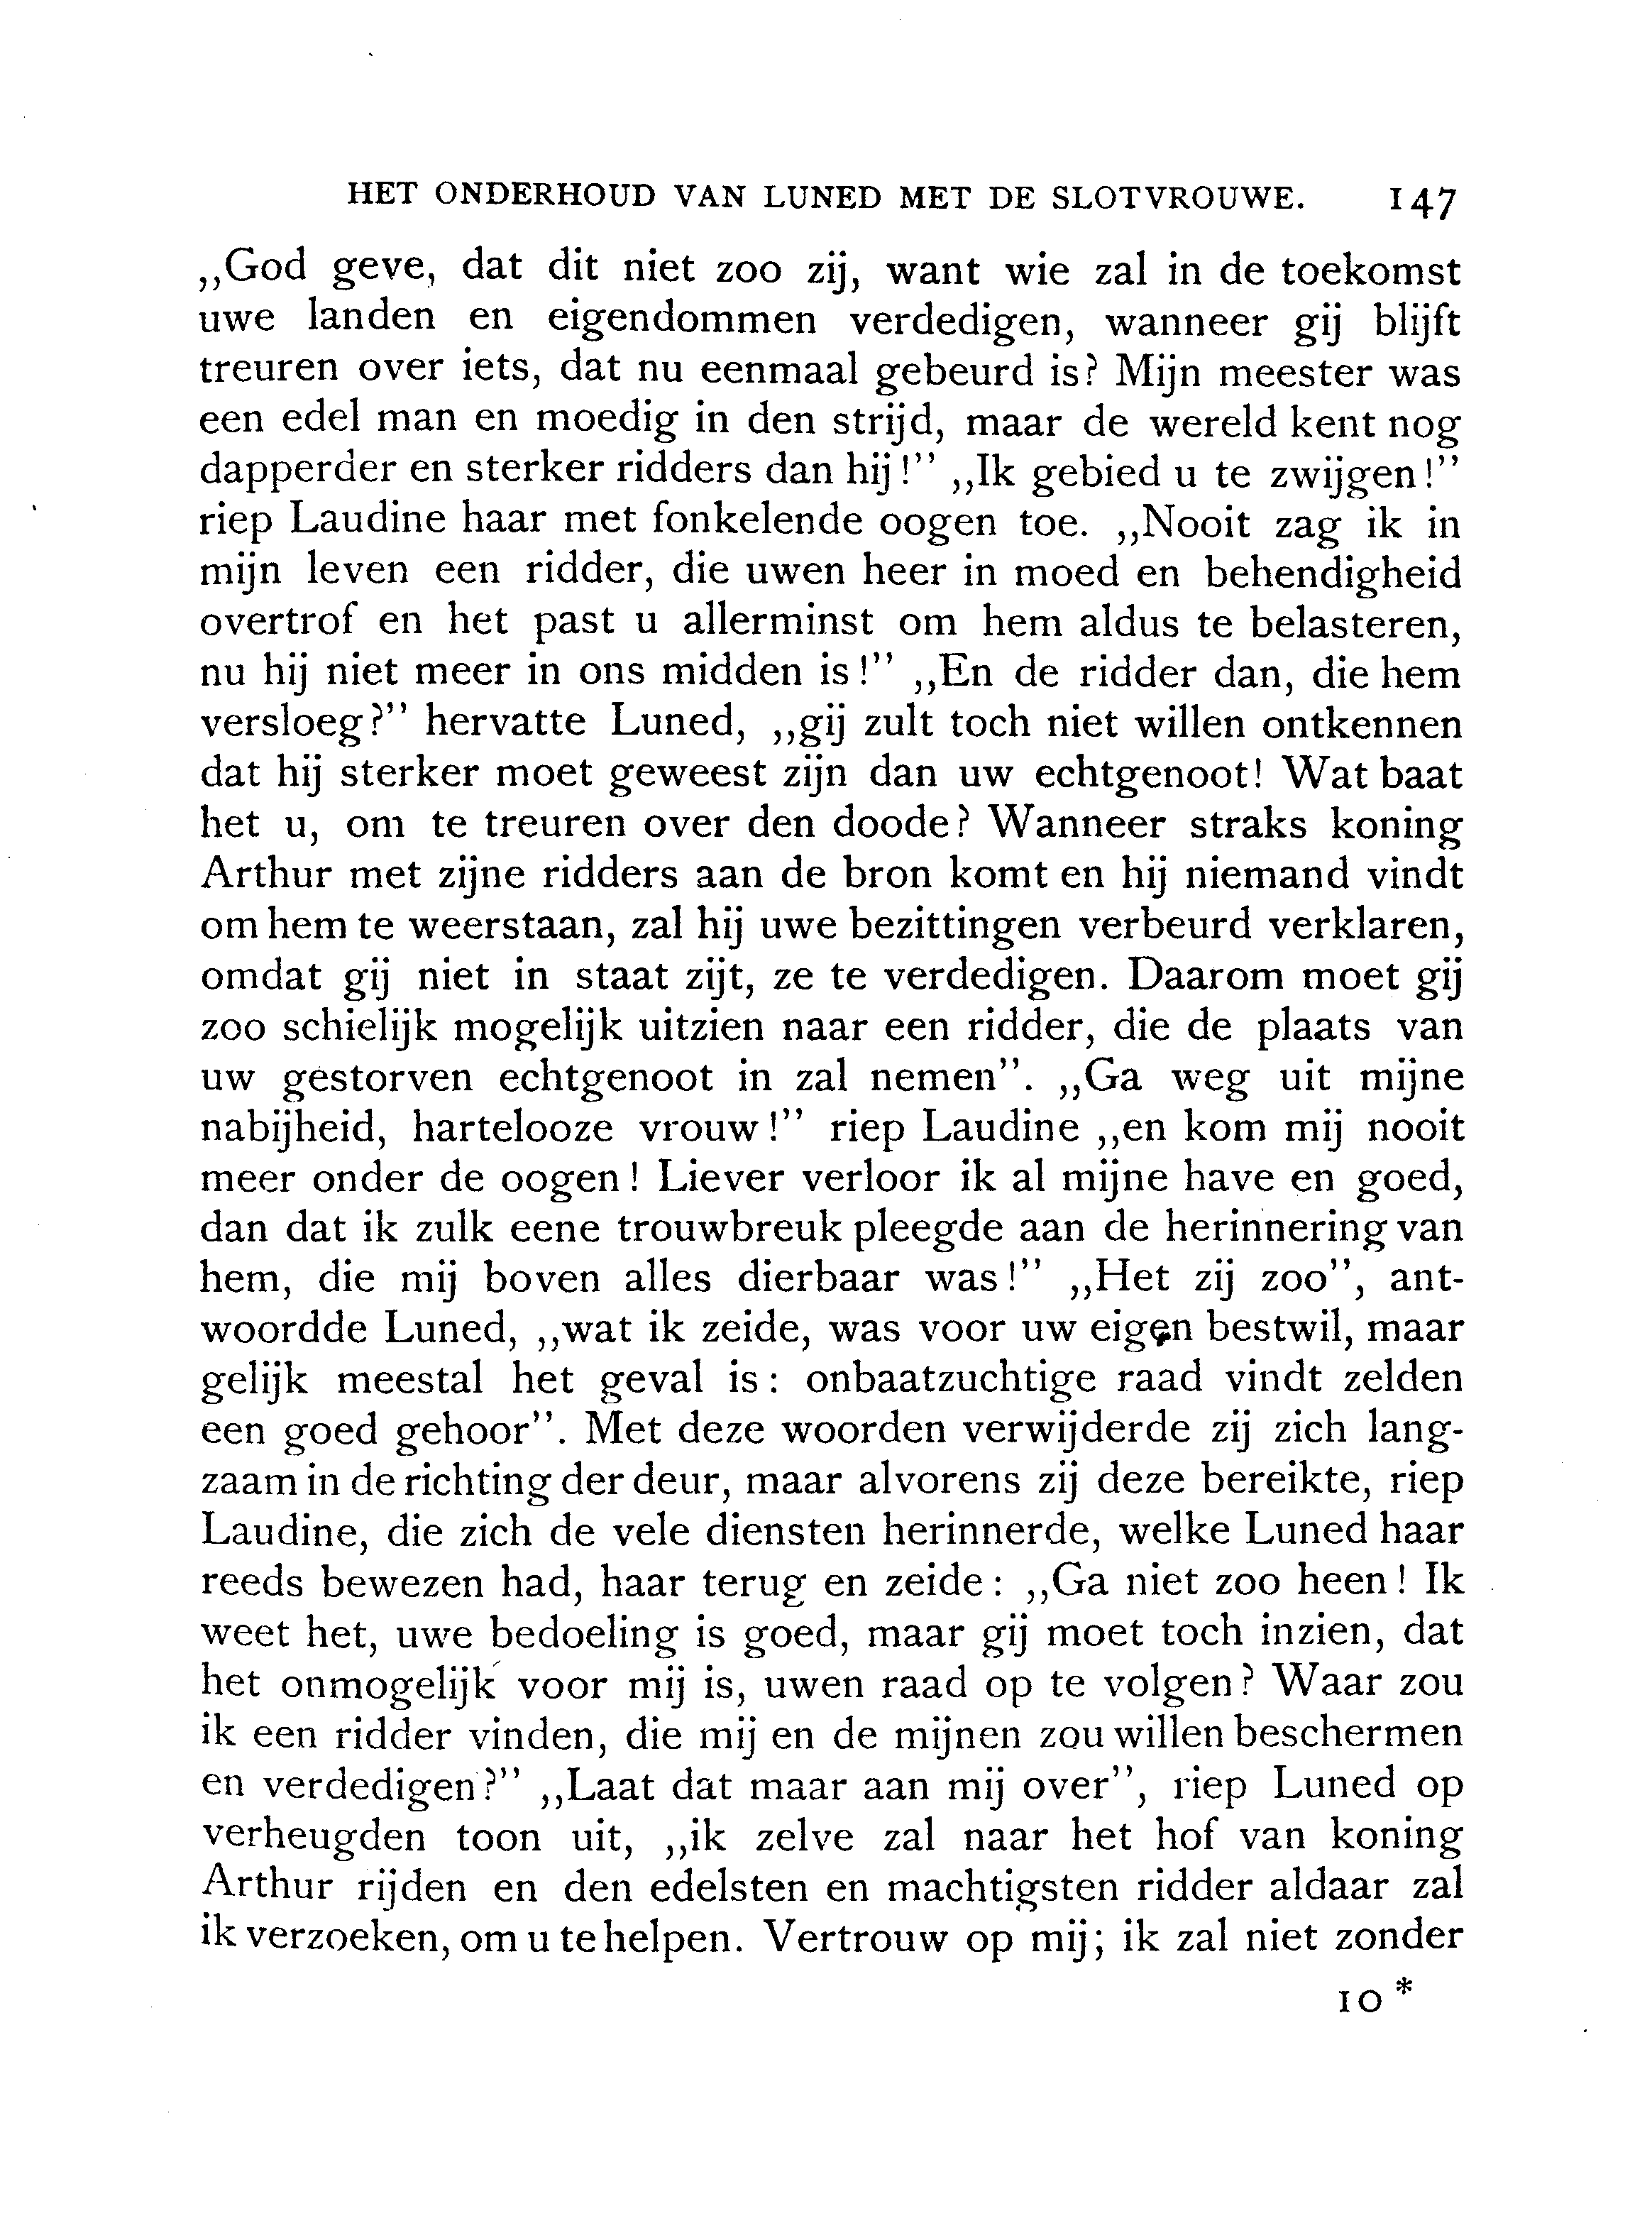 HET ONDERHOUD VAN LUNED MET DE SLOTVROUWE. 147
„God geve, dat dit niet zoo zij, want wie zal in de toekomst
uwe landen en eigendommen verdedigen, wanneer gij blijft
treuren over iets, dat nu eenmaal gebeurd is? Mijn meester was
een edel man en moedig in den strijd, maar de wereld kent nog
dapperder en sterker ridders dan hij!” „Ik gebied u te zwijgen!”
riep Laudine haar met fonkelende oogen toe. „Nooit zag ik in
mijn leven een ridder, die uwen heer in moed en behendigheid
overtrof en het past u allerminst om hem aldus te belasteren,
nu hij niet meer in ons midden is!” „En de ridder dan, die hem
versloeg?” hervatte Luned, „gij zult toch niet willen ontkennen
dat hij sterker moet geweest zijn dan uw echtgenoot! Wat baat
het u, om te treuren over den doode? Wanneer straks koning
Arthur met zijne ridders aan de bron komt en hij niemand vindt
om hem te weerstaan, zal hij uwe bezittingen verbeurd verklaren,
omdat gij niet in staat zijt, ze te verdedigen. Daarom moet gij
zoo schielijk mogelijk uitzien naar een ridder, die de plaats van
uw gestorven echtgenoot in zal nemen”. „Ga weg uit mijne
nabijheid, hartelooze vrouw!” riep Laudine „en kom mij nooit
meer onder de oogen! Liever verloor ik al mijne have en goed,
dan dat ik zulk eene trouwbreuk pleegde aan de herinnering van
hem, die mij boven alles dierbaar was!” „Het zij zoo”, ant-
woordde Luned, „wat ik zeide, was voor uw eigen bestwil, maar
gelijk meestal het geval is: onbaatzuchtige raad vindt zelden
een goed gehoor”. Met deze woorden verwijderde zij zich lang-
zaam in de richting der deur, maar alvorens zij deze bereikte, riep
Laudine, die zich de vele diensten herinnerde, welke Luned haar
reeds bewezen had, haar terug en zeide: „Ga niet zoo heen! Ik
weet het, uwe bedoeling is goed, maar gij moet toch inzien, dat
het onmogelijk voor mij is, uwen raad op te volgen? Waar zou
ik een ridder vinden, die mij en de mijnen zou willen beschermen
en verdedigen?” „Laat dat maar aan mij over”, riep Luned op
verheugden toon uit, „ik zelve zal naar het hof van koning
Arthur rijden en den edelsten en machtigsten ridder aldaar zal
ik verzoeken, om u te helpen. Vertrouw op mij; ik zal niet zonder
10*